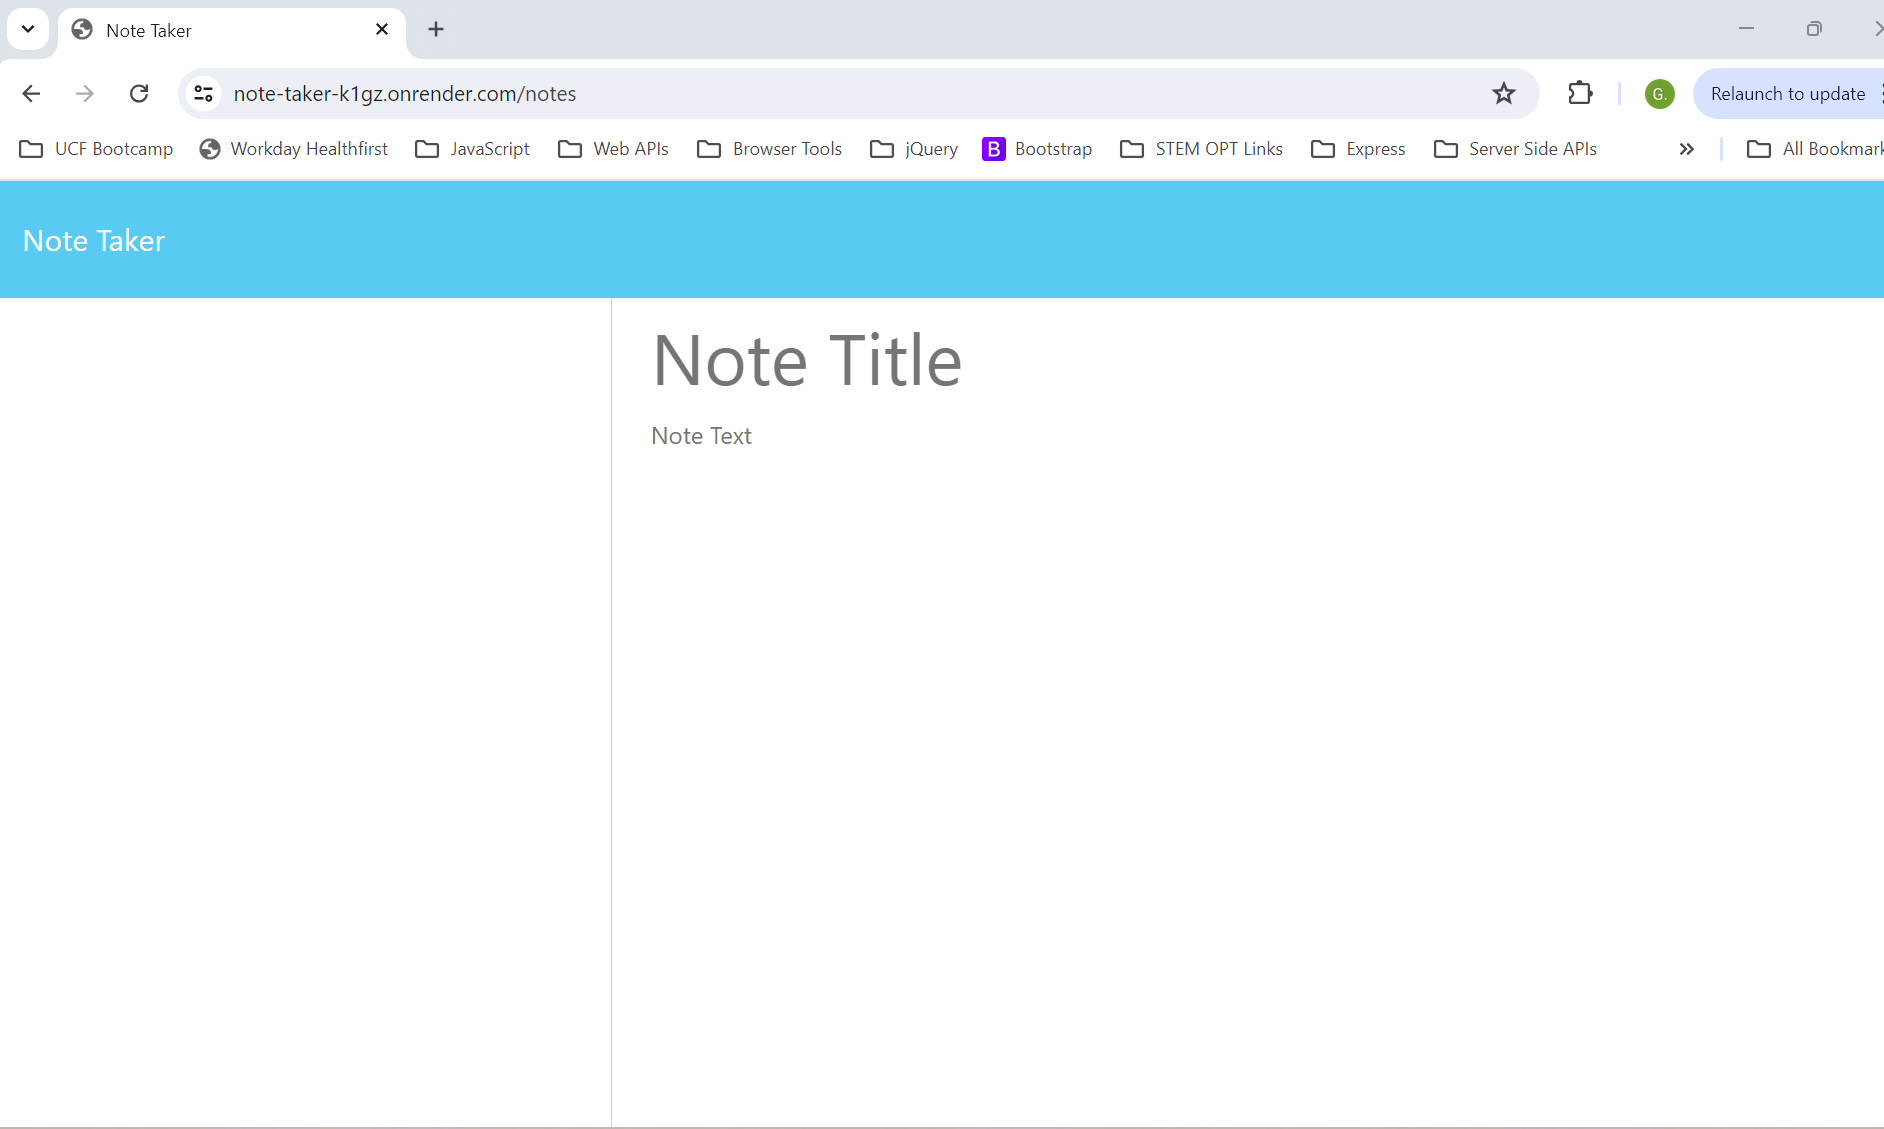 Note Taker
note-taker-k1gz.onrender.com/notes
G.
Relaunch to update
UCF Bootcamp Workday Healthfirst JavaScript Web APIs Browser Tools jQuery B Bootstrap STEM OPT Links Express Server Side APIs All Bookmark
Note Taker
Note Title
Note Text